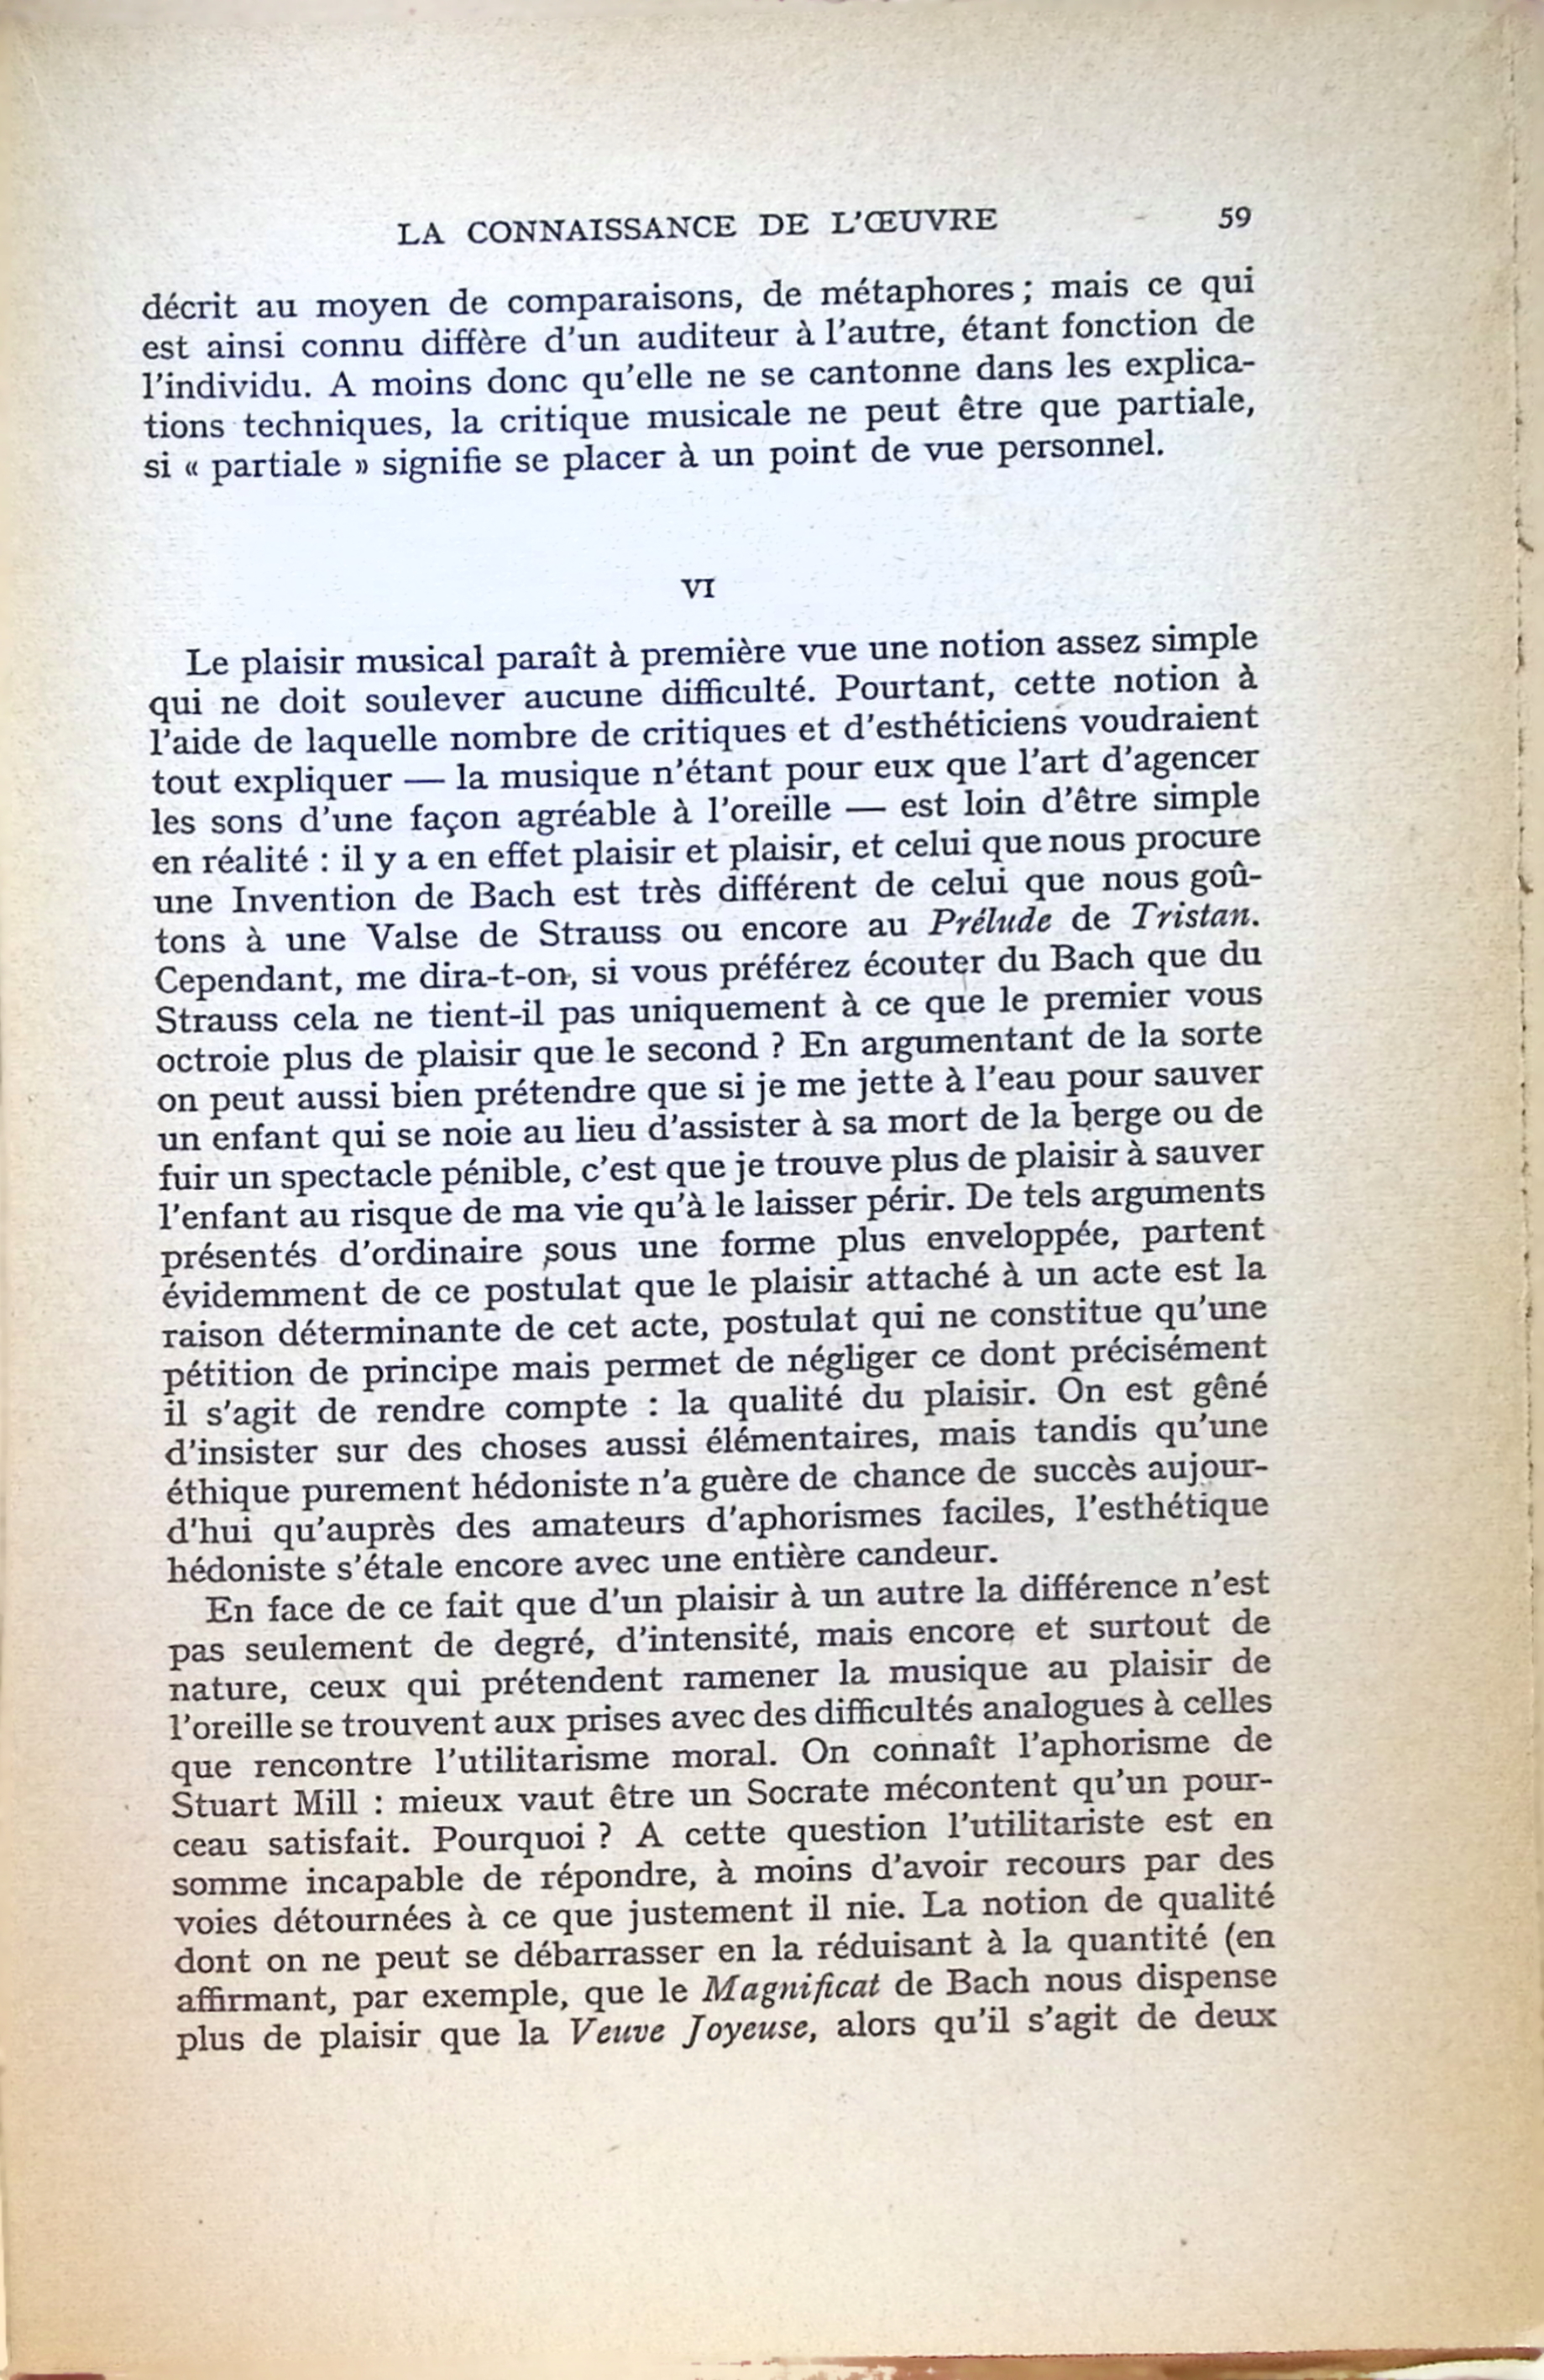 LA CONNAISSANCE DE L'ŒUVRE 59
décrit au moyen de comparaisons, de métaphores ; mais ce qui
est ainsi connu diffère d'un auditeur à l'autre, étant fonction de
l'individu. A moins donc qu'elle ne se cantonne dans les explica-
tions techniques, la critique musicale ne peut être que partiale,
si « partiale » signifie se placer à un point de vue personnel.
VI
Le plaisir musical paraît à première vue une notion assez simple
qui ne doit soulever aucune difficulté. Pourtant, cette notion à
l'aide de laquelle nombre de critiques et d'esthéticiens voudraient
tout expliquer — la musique n'étant pour eux que l'art d'agencer
les sons d'une façon agréable à l'oreille — est loin d'être simple
en réalité : il y a en effet plaisir et plaisir, et celui que nous procure
une Invention de Bach est très différent de celui que nous goû-
tons à une Valse de Strauss ou encore au Prélude de Tristan.
Cependant, me dira-t-on, si vous préférez écouter du Bach que du
Strauss cela ne tient-il pas uniquement à ce que le premier vous
octroie plus de plaisir que le second ? En argumentant de la sorte
on peut aussi bien prétendre que si je me jette à l'eau pour sauver
un enfant qui se noie au lieu d'assister à sa mort de la berge ou de
fuir un spectacle pénible, c'est que je trouve plus de plaisir à sauver
l'enfant au risque de ma vie qu'à le laisser périr. De tels arguments
présentés d'ordinaire sous une forme plus enveloppée, partent
évidemment de ce postulat que le plaisir attaché à un acte est la
raison déterminante de cet acte, postulat qui ne constitue qu'une
pétition de principe mais permet de négliger ce dont précisément
il s'agit de rendre compte : la qualité du plaisir. On est gêné
d'insister sur des choses aussi élémentaires, mais tandis qu'une
éthique purement hédoniste n'a guère de chance de succès aujour-
d'hui qu'auprès des amateurs d'aphorismes faciles, l'esthétique
hédoniste s'étale encore avec une entière candeur.
En face de ce fait que d'un plaisir à un autre la différence n'est
pas seulement de degré, d'intensité, mais encore et surtout de
nature, ceux qui prétendent ramener la musique au plaisir de
l'oreille se trouvent aux prises avec des difficultés analogues à celles
que rencontre l'utilitarisme moral. On connaît l'aphorisme de
Stuart Mill : mieux vaut être un Socrate mécontent qu'un pour-
ceau satisfait. Pourquoi ? A cette question l'utilitariste est en
somme incapable de répondre, à moins d'avoir recours par des
voies détournées à ce que justement il nie. La notion de qualité
dont on ne peut se débarrasser en la réduisant à la quantité (en
affirmant, par exemple, que le Magnificat de Bach nous dispense
plus de plaisir que la Veuve Joyeuse, alors qu'il s'agit de deux